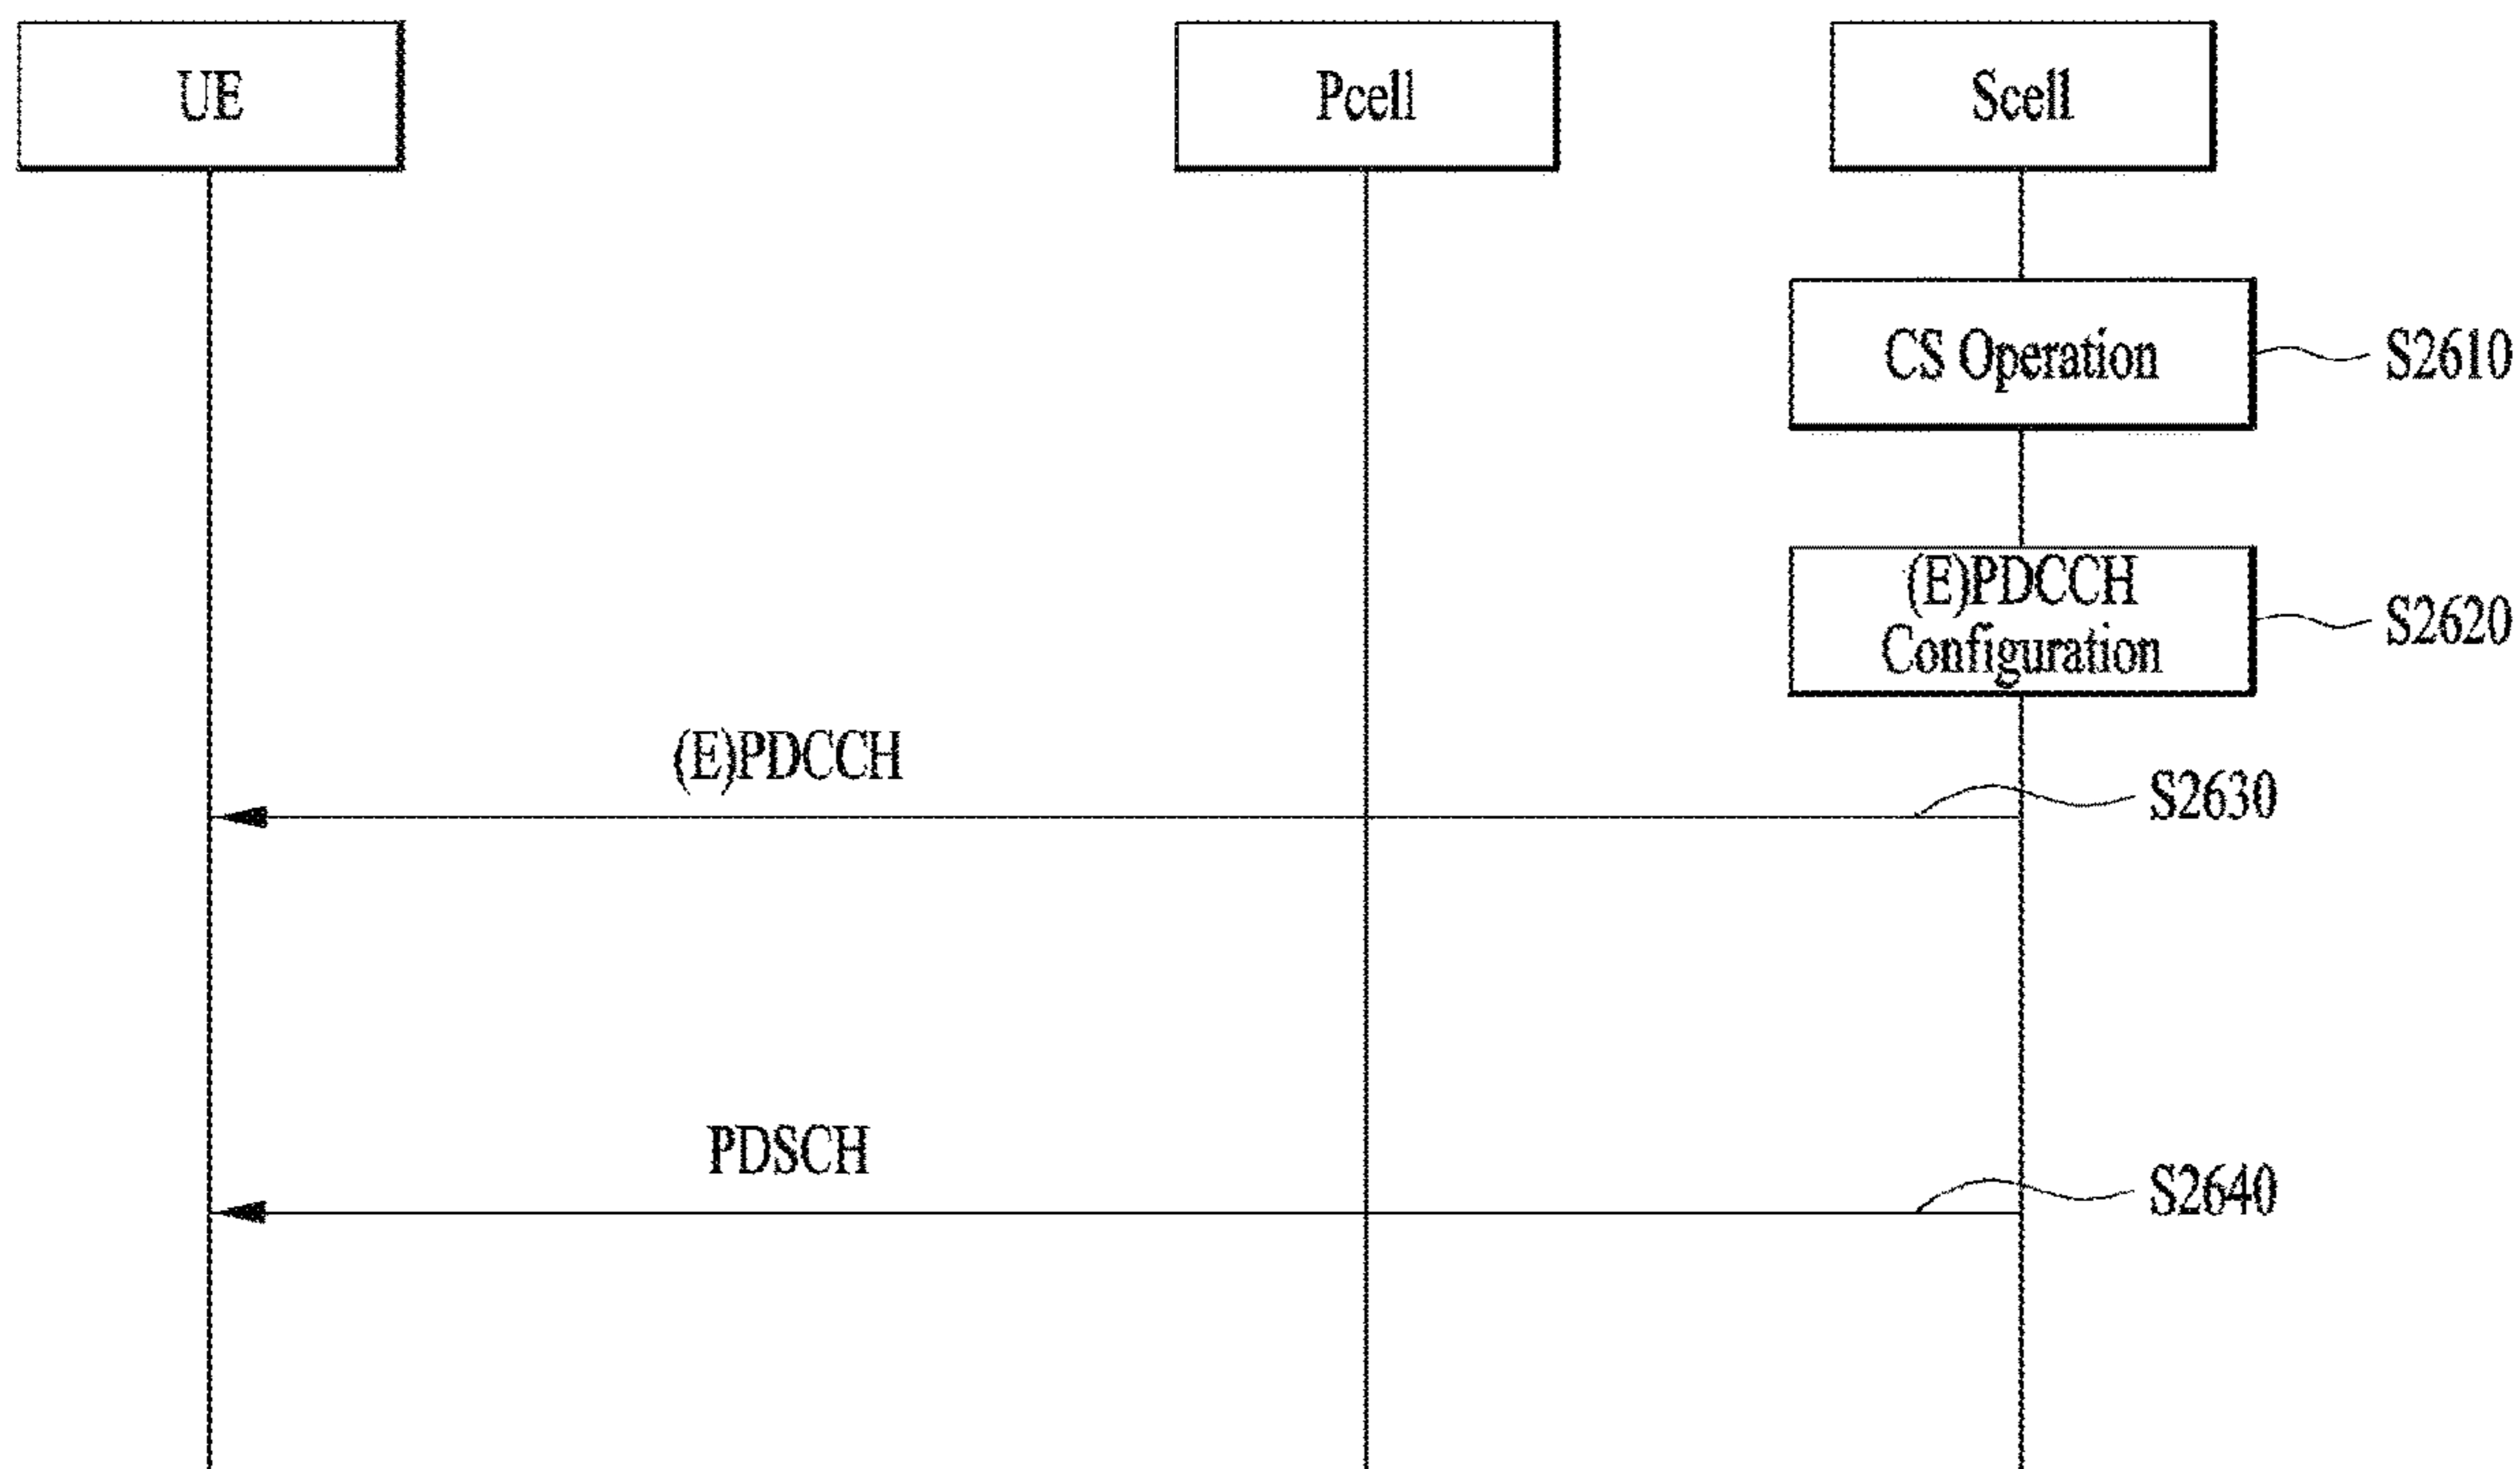 UE
Pcell
Scell
CS Operation
S2610
(E)PDCCH
Configuration
S2620
(E)PDCCH
S2630
PDSCH
S2640